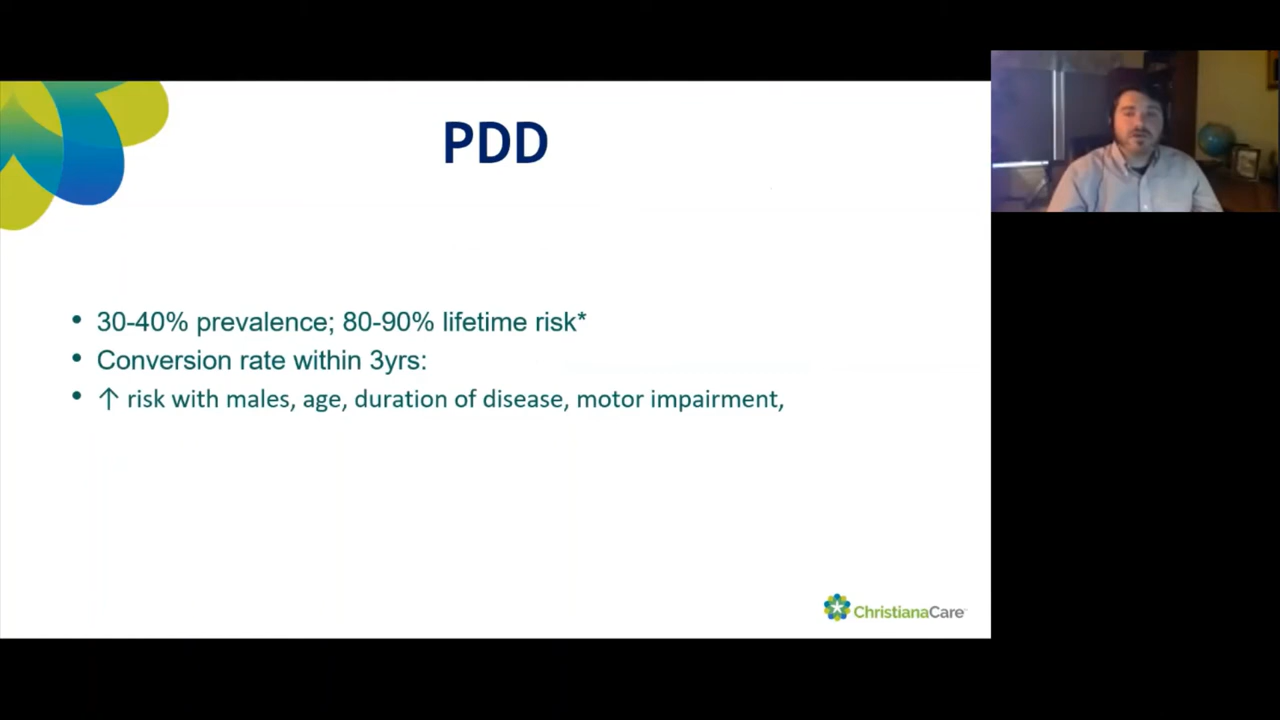 PDD
• 30-40% prevalence; 80-90% lifetime risk*
• Conversion rate within 3yrs:
• ↑ risk with males, age, duration of disease, motor impairment,
ChristianaCare